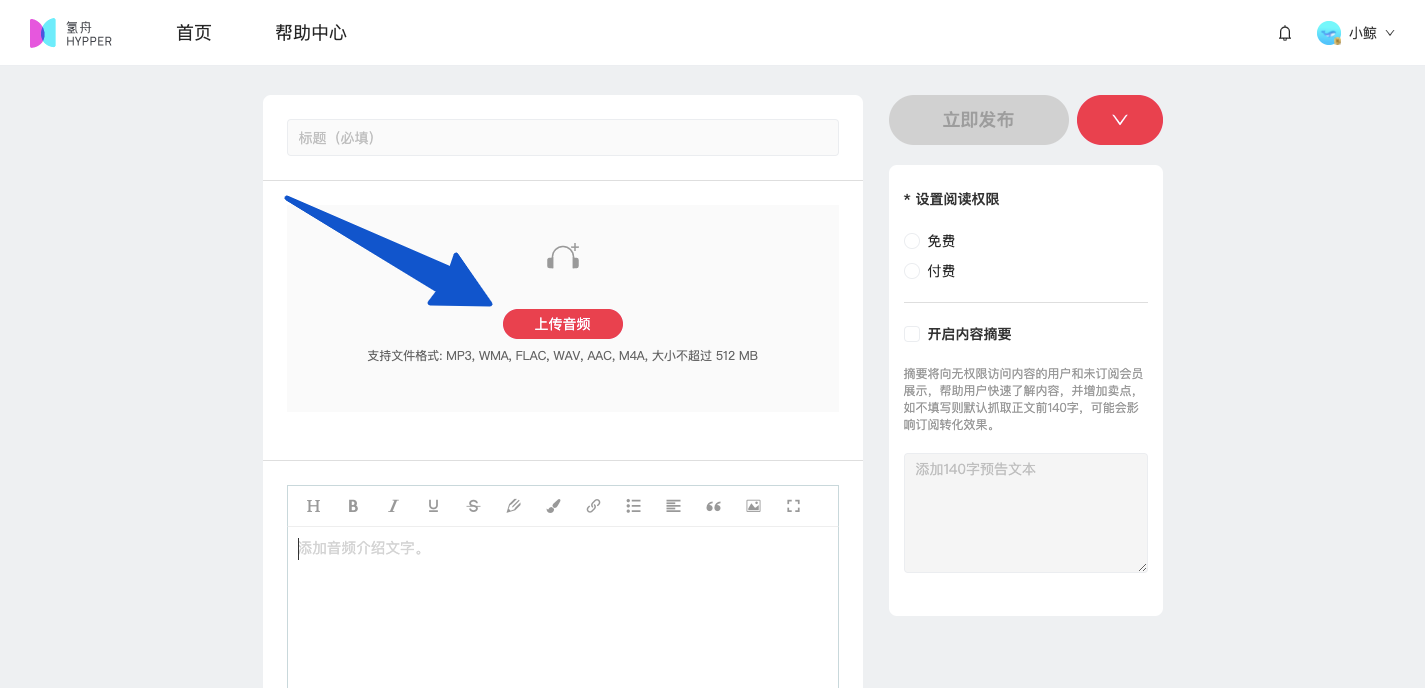 氢舟
HYPPER
首页
帮助中心
小鲸
标题（必填）
上传音频
支持文件格式: MP3, WMA, FLAC, WAV, AAC, M4A, 大小不超过 512 MB
H B I U S
添加音频介绍文字。
立即发布
* 设置阅读权限
免费
付费
开启内容摘要
摘要将向无权限访问内容的用户和未订阅会员
展示，帮助用户快速了解内容，并增加卖点，
如不填写则默认抓取正文前140字，可能会影
响订阅转化效果。
添加140字预告文本